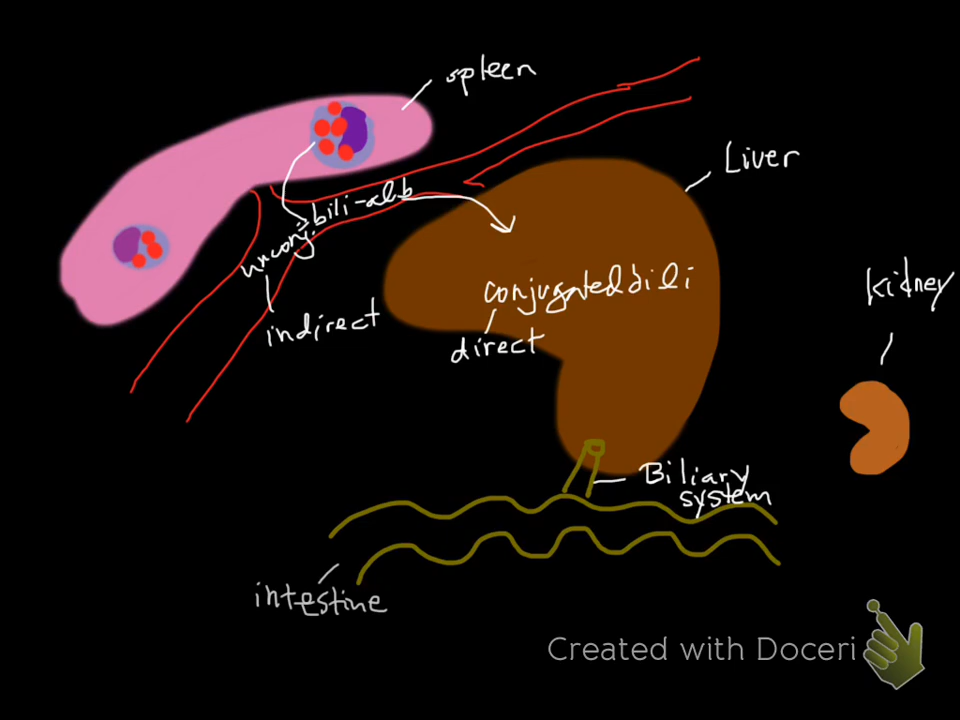 spleen
Liver
unconj. bili-alb
indirect
conjugated bili
direct
kidney
Biliary
system
intestine
Created with Doceri